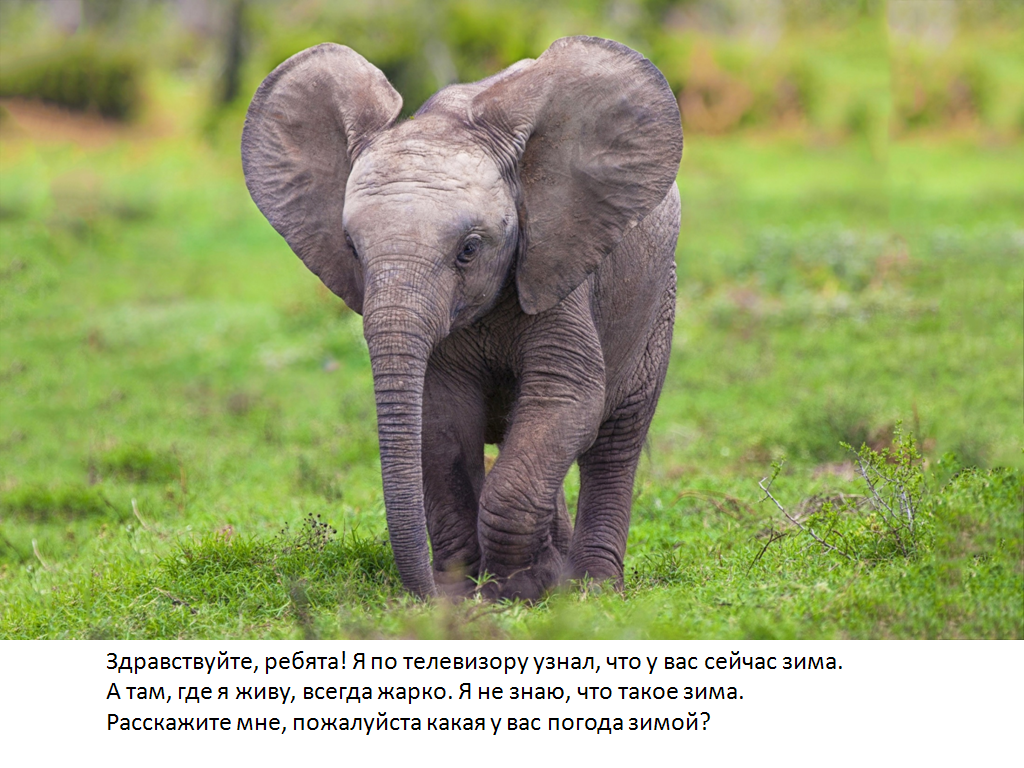 Здравствуйте, ребята! Я по телевизору узнал, что у вас сейчас зима.
А там, где я живу, всегда жарко. Я не знаю, что такое зима.
Расскажите мне, пожалуйста какая у вас погода зимой?